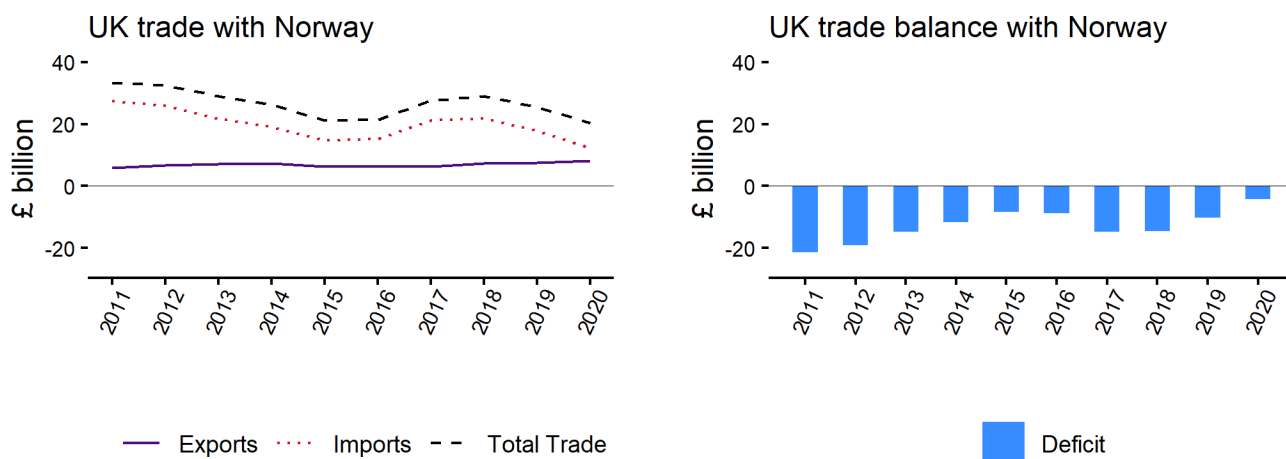 UK trade with Norway
40
20
0
-20
£ billion
2011 2012 2013 2014 2015 2016 2017 2018 2019 2020
Exports Imports Total Trade
UK trade balance with Norway
40
20
0
-20
£ billion
2011 2012 2013 2014 2015 2016 2017 2018 2019 2020
Deficit